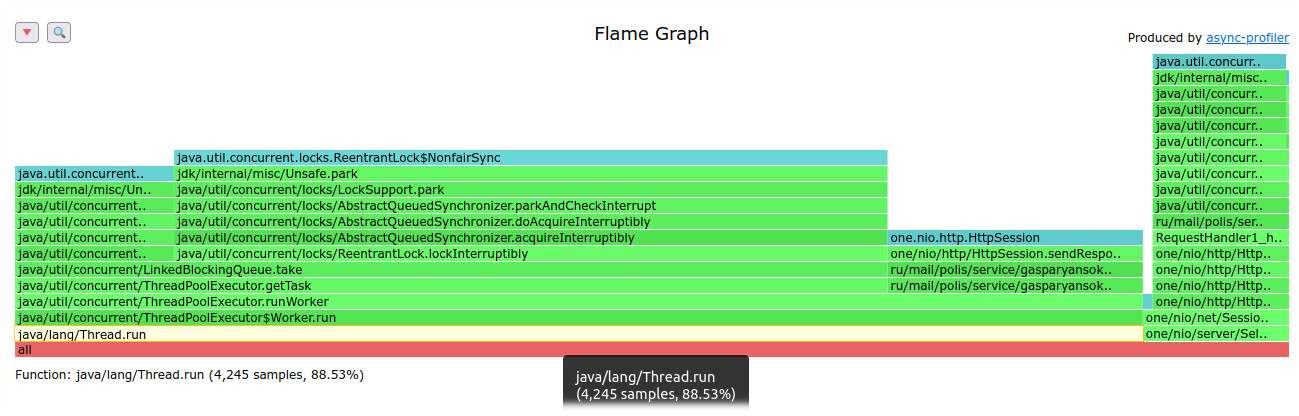 Flame Graph
Produced by async-profiler
java.util.concurr..
jdk/internal/misc..
java/util/concurr..
java/util/concurr..
java/util/concurr..
java/util/concurr..
java.util.concurrent.locks.ReentrantLock$NonfairSync java/util/concurr..
java.util.concurrent.. jdk/internal/misc/Unsafe.park java/util/concurr..
jdk/internal/misc/Un.. java/util/concurrent/locks/LockSupport.park java/util/concurr..
java/util/concurrent.. java/util/concurrent/locks/AbstractQueuedSynchronizer.parkAndCheckInterrupt java/util/concurr..
java/util/concurrent.. java/util/concurrent/locks/AbstractQueuedSynchronizer.doAcquireInterruptibly ru/mail/polis/ser..
java/util/concurrent.. java/util/concurrent/locks/AbstractQueuedSynchronizer.acquireInterruptibly one.nio.http.HttpSession RequestHandler1_h..
java/util/concurrent.. java/util/concurrent/locks/ReentrantLock.lockInterruptibly one/nio/http/HttpSession.sendRespo.. one/nio/http/Http..
java/util/concurrent/LinkedBlockingQueue.take ru/mail/polis/service/gasparyansok.. one/nio/http/Http..
java/util/concurrent/ThreadPoolExecutor.getTask ru/mail/polis/service/gasparyansok.. one/nio/http/Http..
java/util/concurrent/ThreadPoolExecutor.runWorker one/nio/http/Http..
java/util/concurrent/ThreadPoolExecutor$Worker.run one/nio/net/Sessio..
java/lang/Thread.run one/nio/server/Sel..
all
Function: java/lang/Thread.run (4,245 samples, 88.53%)
java/lang/Thread.run
(4,245 samples, 88.53%)